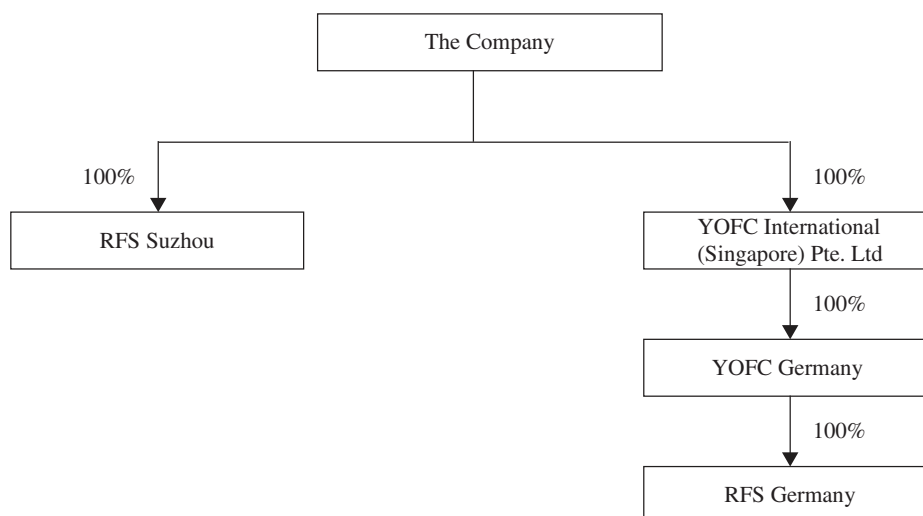 The Company
100%
100%
RFS Suzhou
YOFC International
(Singapore) Pte. Ltd
100%
YOFC Germany
100%
RFS Germany